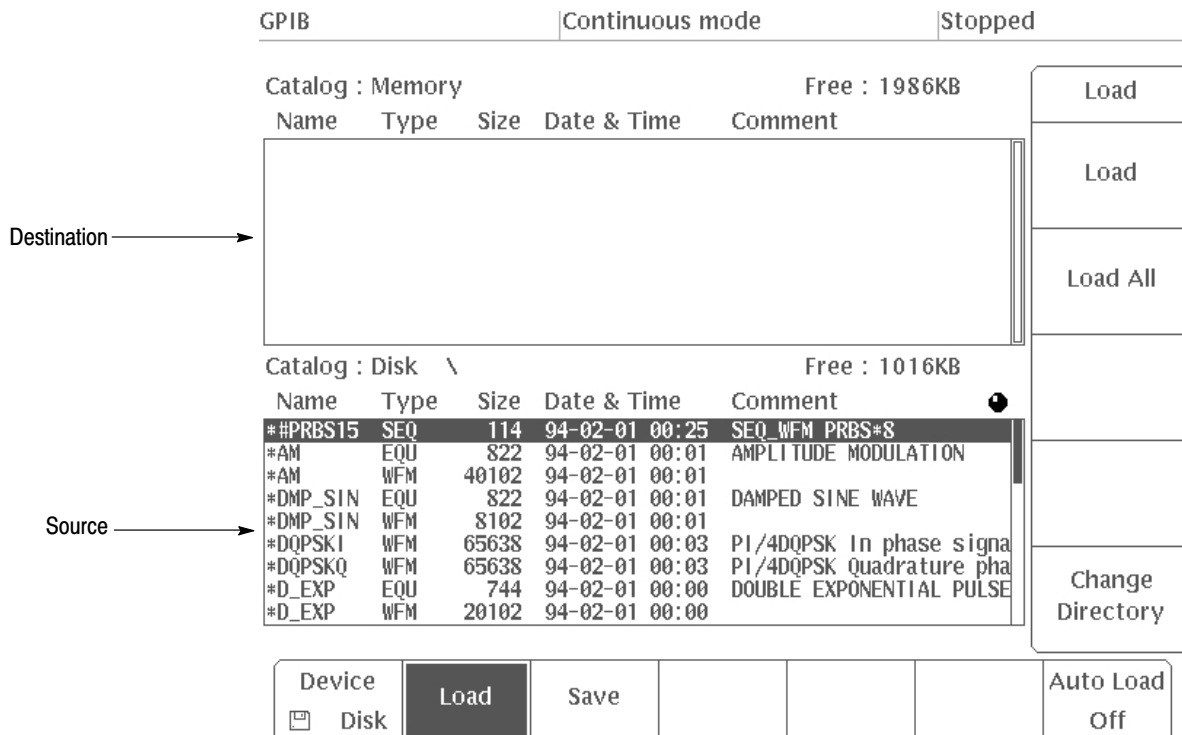 GPIB Continuous mode Stopped
Catalog : Memory Free : 1986KB
Name Type Size Date & Time Comment
Destination
Catalog : Disk \ Free : 1016KB
Name Type Size Date & Time Comment
*#PRBS15 SEQ 114 94-02-01 00:25 SEQ_WFM PRBS*8
*AM EQU 822 94-02-01 00:01 AMPLITUDE MODULATION
*AM WFM 40102 94-02-01 00:01
*DMP_SIN EQU 822 94-02-01 00:01 DAMPED SINE WAVE
*DMP_SIN WFM 8102 94-02-01 00:01
*DQPSKI WFM 65638 94-02-01 00:03 PI/4DQPSK In phase signa
*DQPSKQ WFM 65638 94-02-01 00:03 PI/4DQPSK Quadrature pha
*D_EXP EQU 744 94-02-01 00:00 DOUBLE EXPONENTIAL PULSE
*D_EXP WFM 20102 94-02-01 00:00
Source
Load
Load
Load All
Change
Directory
Device
Disk
Load
Save
Auto Load
Off